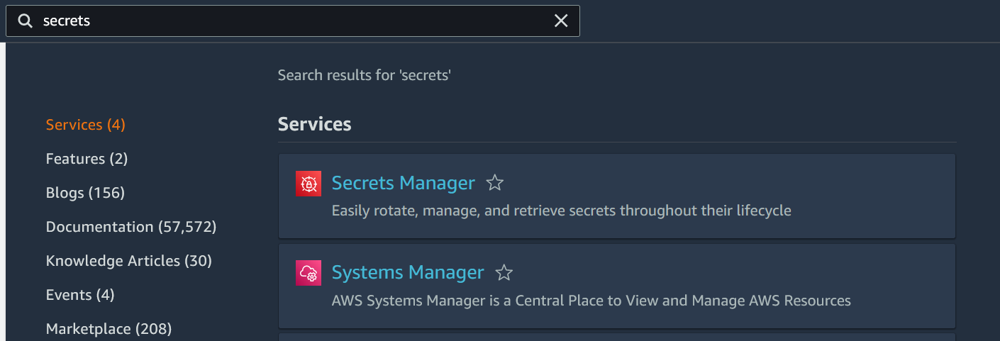 secrets
Search results for 'secrets'
Services (4)
Features (2)
Blogs (156)
Documentation (57,572)
Knowledge Articles (30)
Events (4)
Marketplace (208)
Services
Secrets Manager
Easily rotate, manage, and retrieve secrets throughout their lifecycle
Systems Manager
AWS Systems Manager is a Central Place to View and Manage AWS Resources